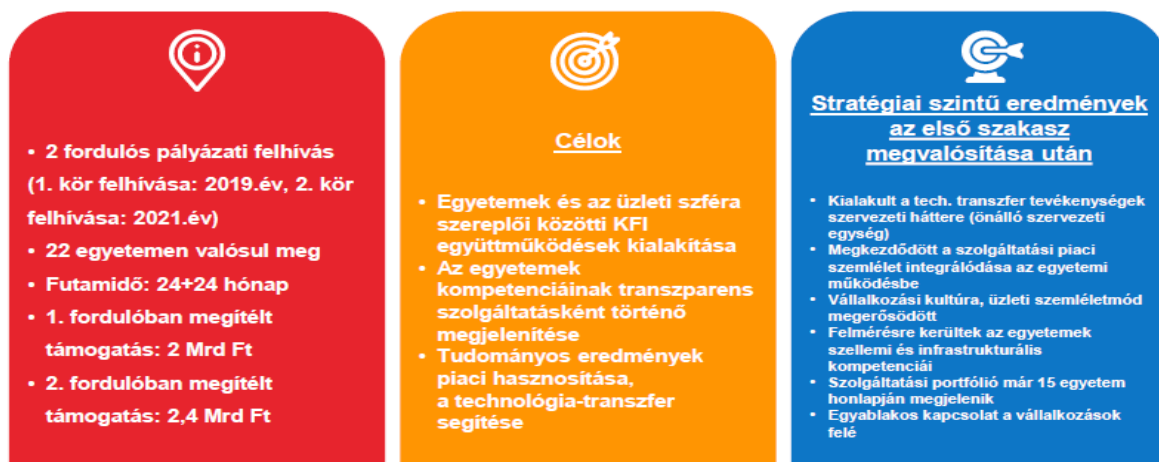 • 2 fordulós pályázati felhívás
(1. kör felhívása: 2019.év, 2. kör
felhívása: 2021.év)
• 22 egyetemen valósul meg
• Futamidő: 24+24 hónap
• 1. fordulóban megítélt
támogatás: 2 Mrd Ft
• 2. fordulóban megítélt
támogatás: 2,4 Mrd Ft
Célok
• Egyetemek és az üzleti szféra
szereplői közötti KFI
együttműködések kialakítása
• Az egyetemek
kompetenciáinak transzparens
szolgáltatásként történő
megjelenítése
• Tudományos eredmények
piaci hasznosítása,
a technológia-transzfer
segítése
Stratégiai szintű eredmények
az első szakasz
megvalósítása után
• Kialakult a tech. transzfer tevékenységek
szervezeti háttere (önálló szervezeti
egység)
• Megkezdődött a szolgáltatási piaci
szemlélet integrálódása az egyetemi
működésbe
• Vállalkozási kultúra, üzleti szemléletmód
megerősödött
• Felmérésre kerültek az egyetemek
szellemi és infrastrukturális
kompetenciái
• Szolgáltatási portfólió már 15 egyetem
honlapján megjelenik
• Egyablakos kapcsolat a vállalkozások
felé